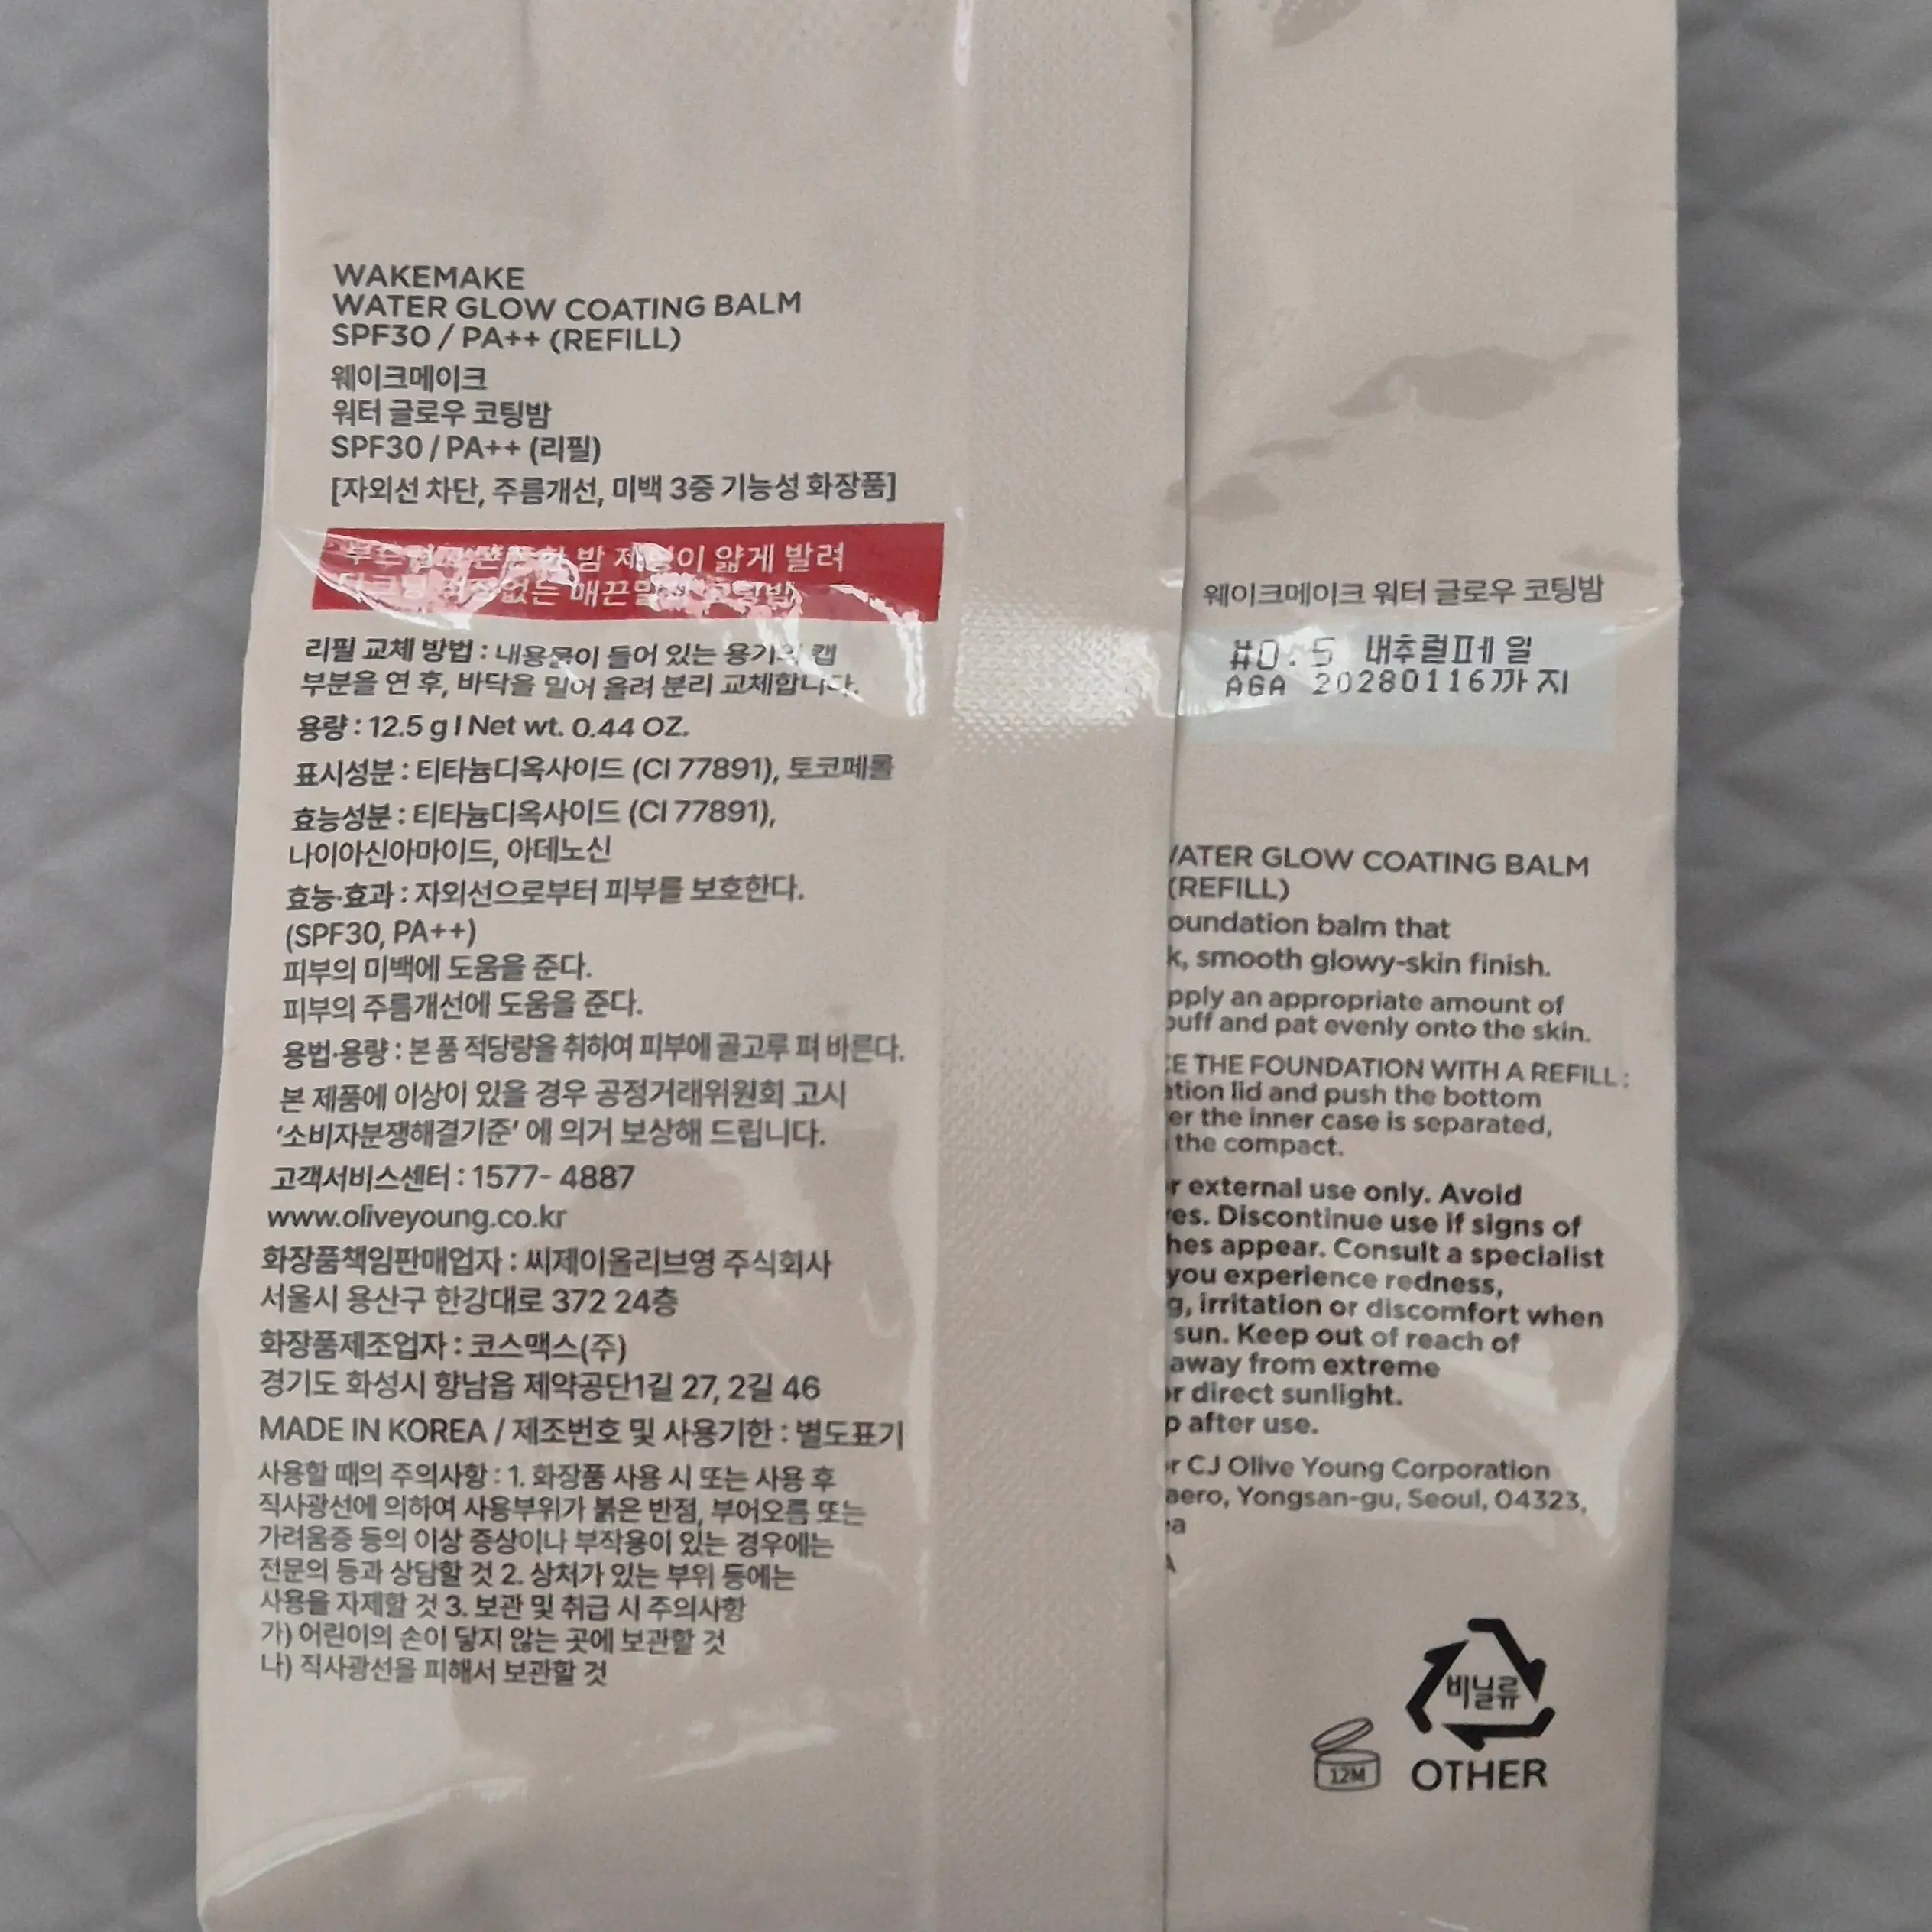 WAKEMAKE
WATER GLOW COATING BALM
SPF30 / PA++ (REFILL)
웨이크메이크
워터 글로우 코팅밤
SPF30 / PA++ (리필)
[자외선 차단, 주름개선, 미백 3중 기능성 화장품]
밤 제형이 얇게 발려
리필 교체 방법 : 내용물이 들어 있는 용기의 캡
부분을 연 후, 바닥을 밀어 올려 분리 교체합니다.
용량 : 12.5 g l Net wt. 0.44 OZ.
표시성분 : 티타늄디옥사이드 (CI 77891), 토코페롤
효능성분 : 티타늄디옥사이드 (CI 77891),
나이아신아마이드, 아데노신
효능·효과 : 자외선으로부터 피부를 보호한다.
(SPF30, PA++)
피부의 미백에 도움을 준다.
피부의 주름개선에 도움을 준다.
용법·용량 : 본 품 적당량을 취하여 피부에 골고루 펴 바른다.
본 제품에 이상이 있을 경우 공정거래위원회 고시
‘소비자분쟁해결기준’ 에 의거 보상해 드립니다.
고객서비스센터 : 1577- 4887
www.oliveyoung.co.kr
화장품책임판매업자 : 씨제이올리브영 주식회사
서울시 용산구 한강대로 372 24층
화장품제조업자 : 코스맥스(주)
경기도 화성시 향남읍 제약공단1길 27, 2길 46
MADE IN KOREA / 제조번호 및 사용기한 : 별도표기
사용할 때의 주의사항 : 1. 화장품 사용 시 또는 사용 후
직사광선에 의하여 사용부위가 붉은 반점, 부어오름 또는
가려움증 등의 이상 증상이나 부작용이 있는 경우에는
전문의 등과 상담할 것 2. 상처가 있는 부위 등에는
사용을 자제할 것 3. 보관 및 취급 시 주의사항
가) 어린이의 손이 닿지 않는 곳에 보관할 것
나) 직사광선을 피해서 보관할 것
웨이크메이크 워터 글로우 코팅밤
#0.5 내추럴페일
AGA 20280116까지
ATER GLOW COATING BALM
(REFILL)
oundation balm that
k, smooth glowy-skin finish.
pply an appropriate amount of
puff and pat evenly onto the skin.
E THE FOUNDATION WITH A REFILL :
tion lid and push the bottom
er the inner case is separated,
the compact.
r external use only. Avoid
es. Discontinue use if signs of
hes appear. Consult a specialist
you experience redness,
g, irritation or discomfort when
sun. Keep out of reach of
away from extreme
or direct sunlight.
p after use.
r CJ Olive Young Corporation
aero, Yongsan-gu, Seoul, 04323,
ea
A
비닐류
12M
OTHER